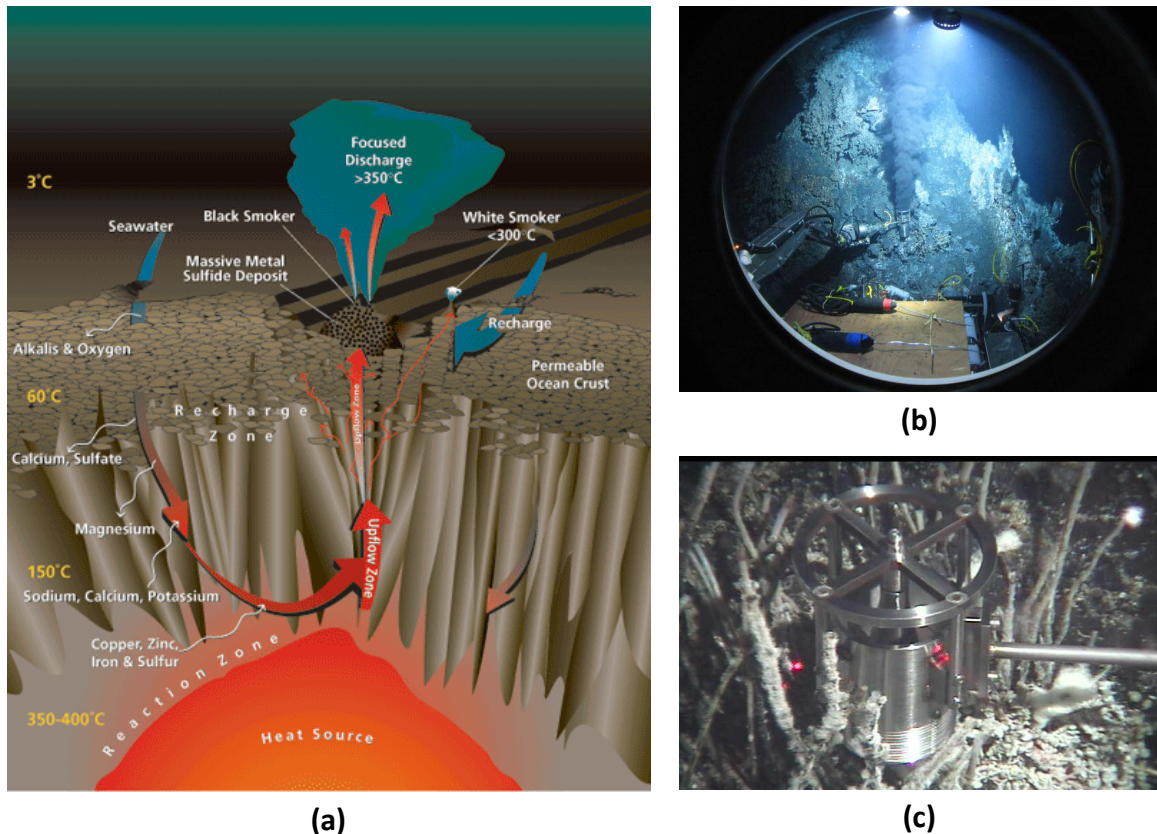 Focused
Discharge
>350°C
3°C
Black Smoker
White Smoker
<300°C
Seawater
Massive Metal
Sulfide Deposit
Recharge
Alkalis & Oxygen
Permeable
Ocean Crust
60°C
Recharge
Zone
Upflow Zone
Calcium, Sulfate
Magnesium
Upflow Zone
150°C
Sodium, Calcium, Potassium
Copper, Zinc,
Iron & Sulfur
Reaction Zone
350-400°C
Heat Source
(a)
(b)
(c)